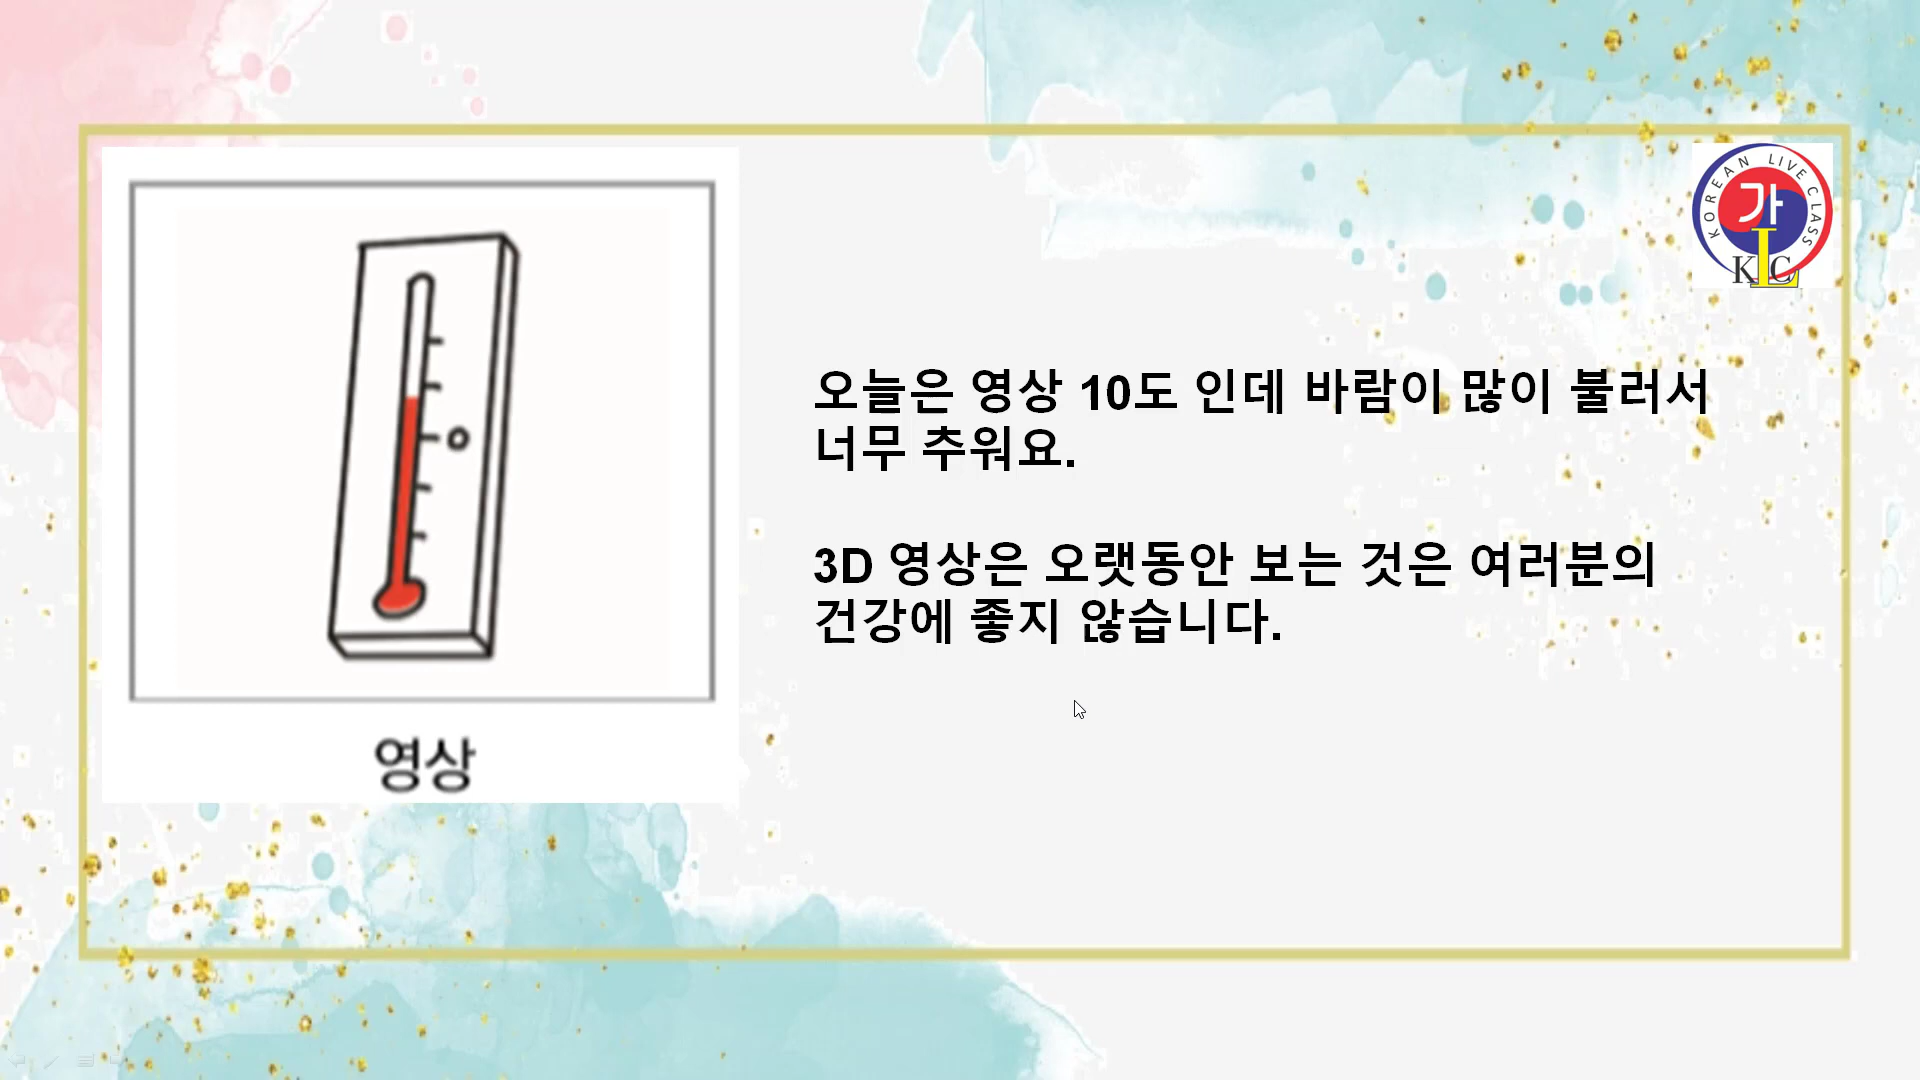 KOREAN LIVE CLASS
가
KLC
오늘은 영상 10도 인데 바람이 많이 불러서
너무 추워요.
3D 영상은 오랫동안 보는 것은 여러분의
건강에 좋지 않습니다.
영상